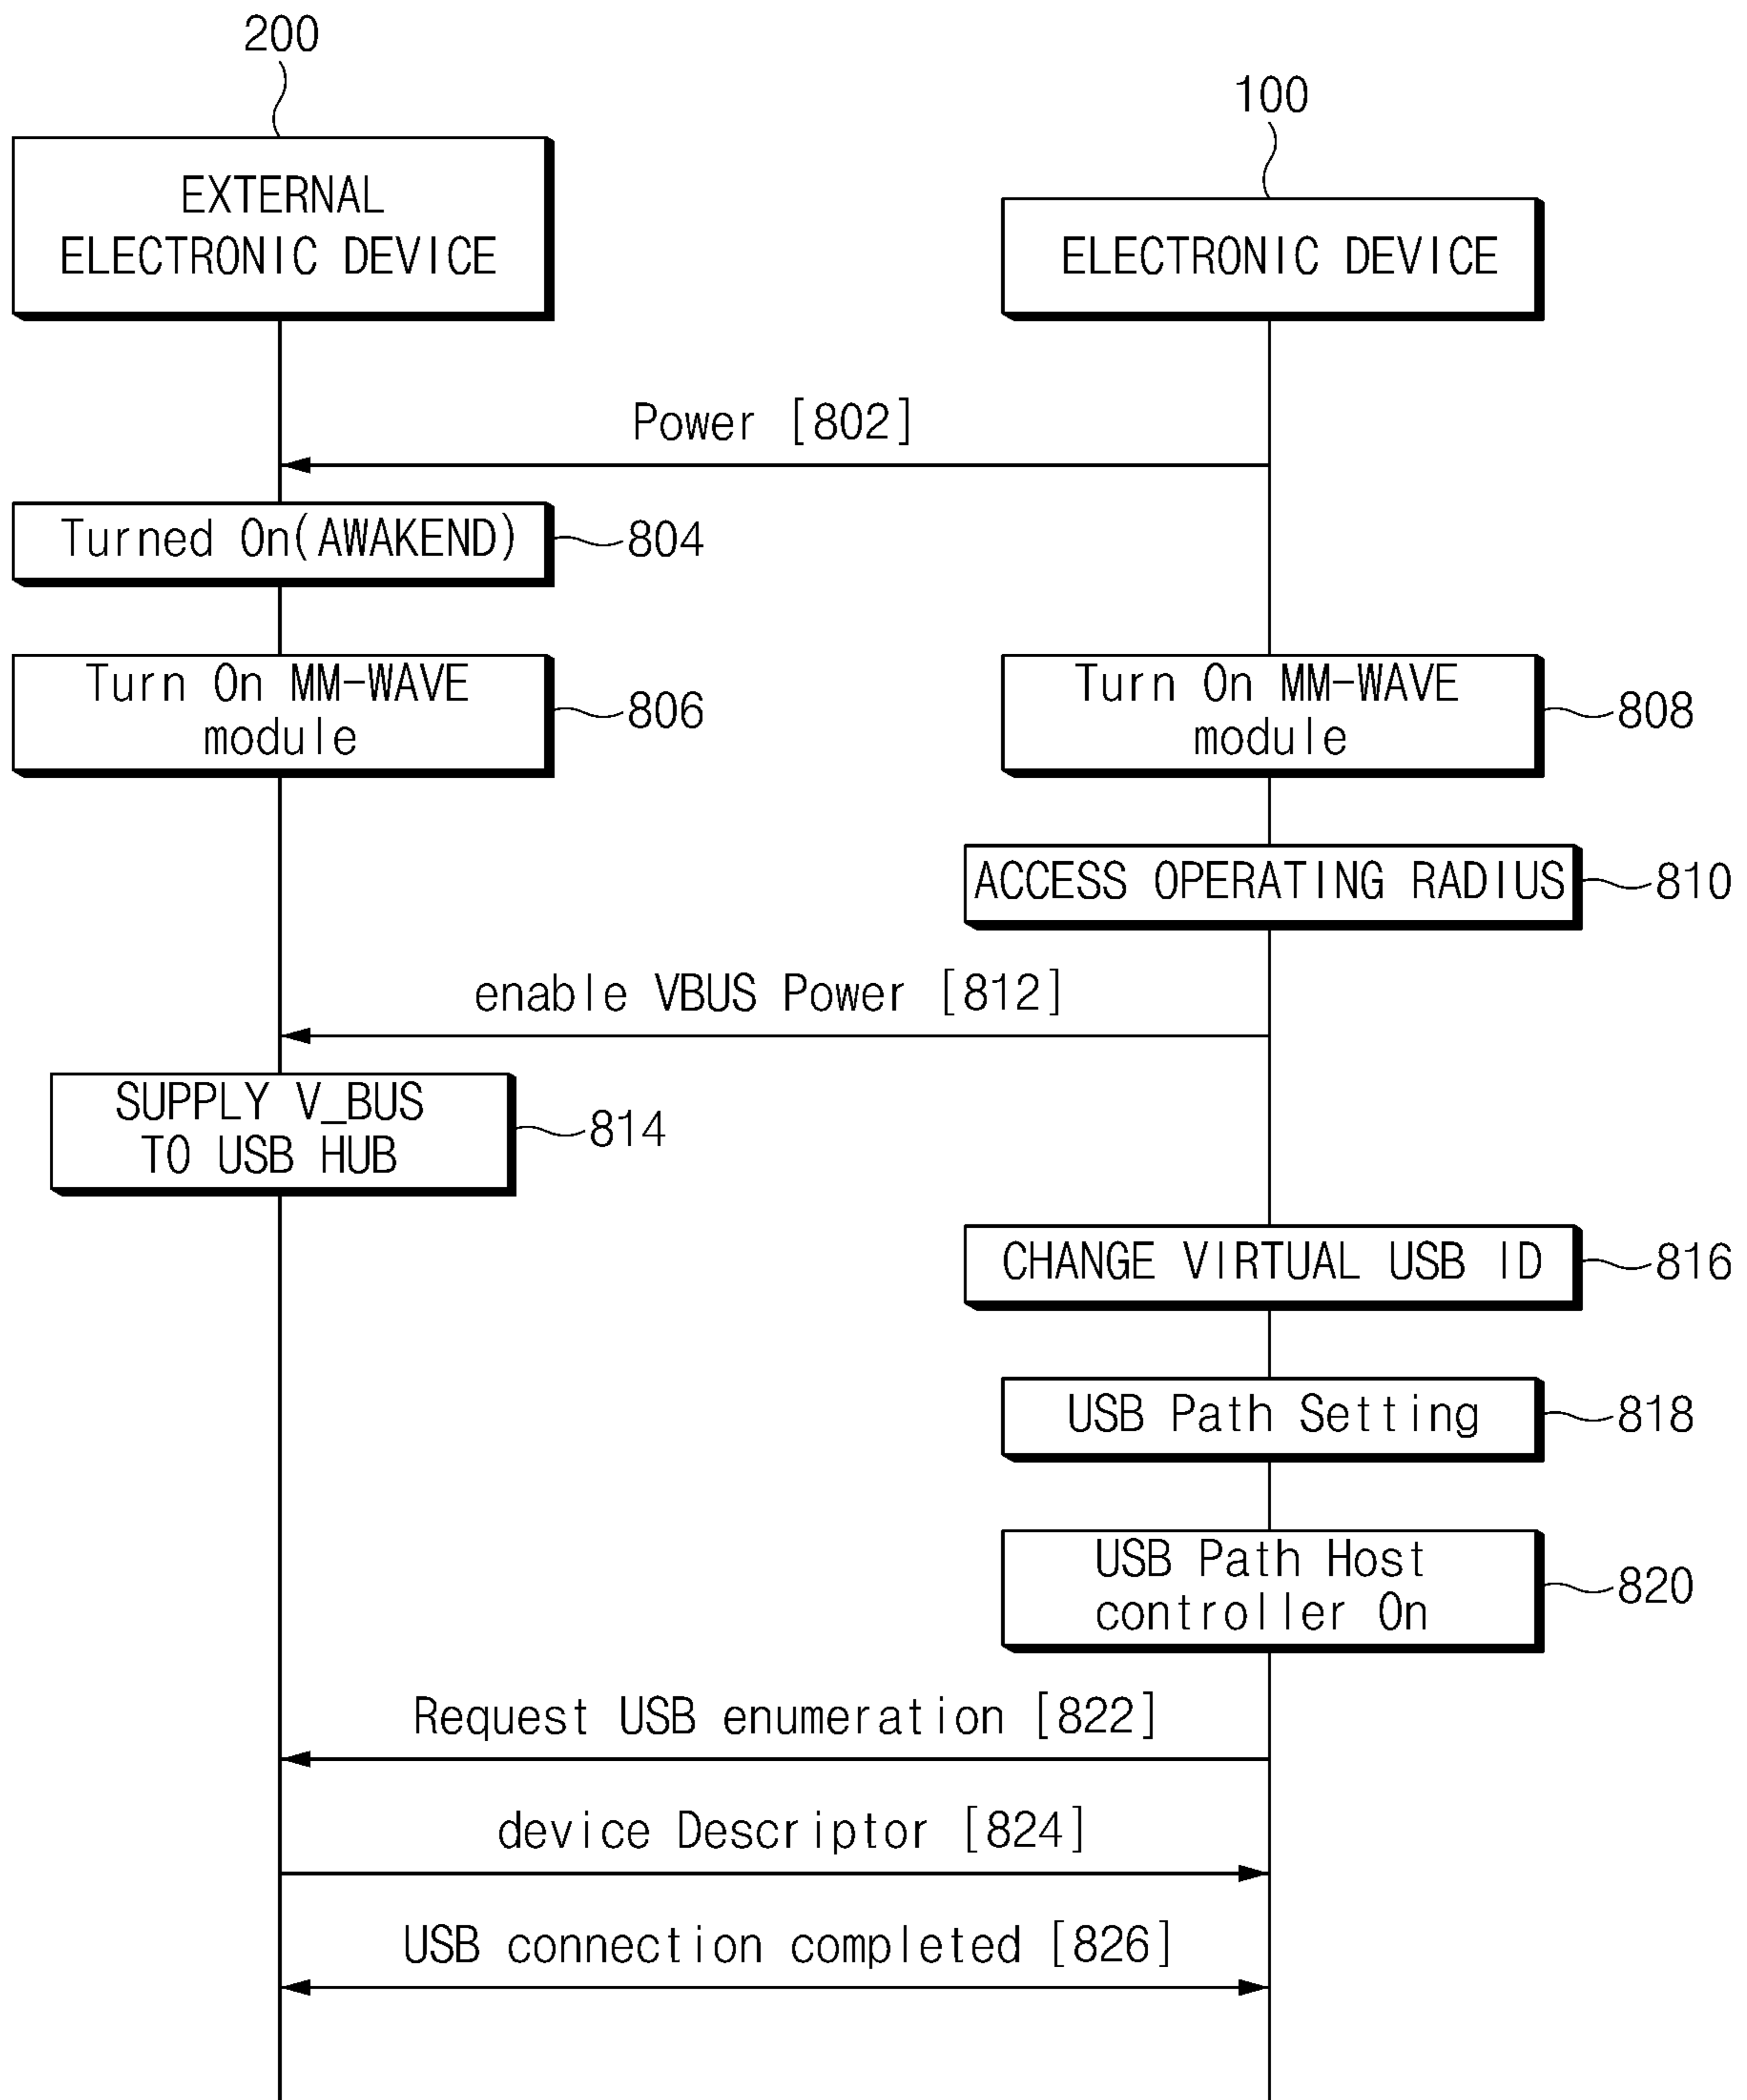 200
100
EXTERNAL
ELECTRONIC DEVICE
ELECTRONIC DEVICE
Power [802]
Turned On(AWAKEND)
804
Turn On MM-WAVE
module
806
Turn On MM-WAVE
module
808
ACCESS OPERATING RADIUS
810
enable VBUS Power [812]
SUPPLY V_BUS
TO USB HUB
814
CHANGE VIRTUAL USB ID
816
USB Path Setting
818
USB Path Host
controller On
820
Request USB enumeration [822]
device Descriptor [824]
USB connection completed [826]